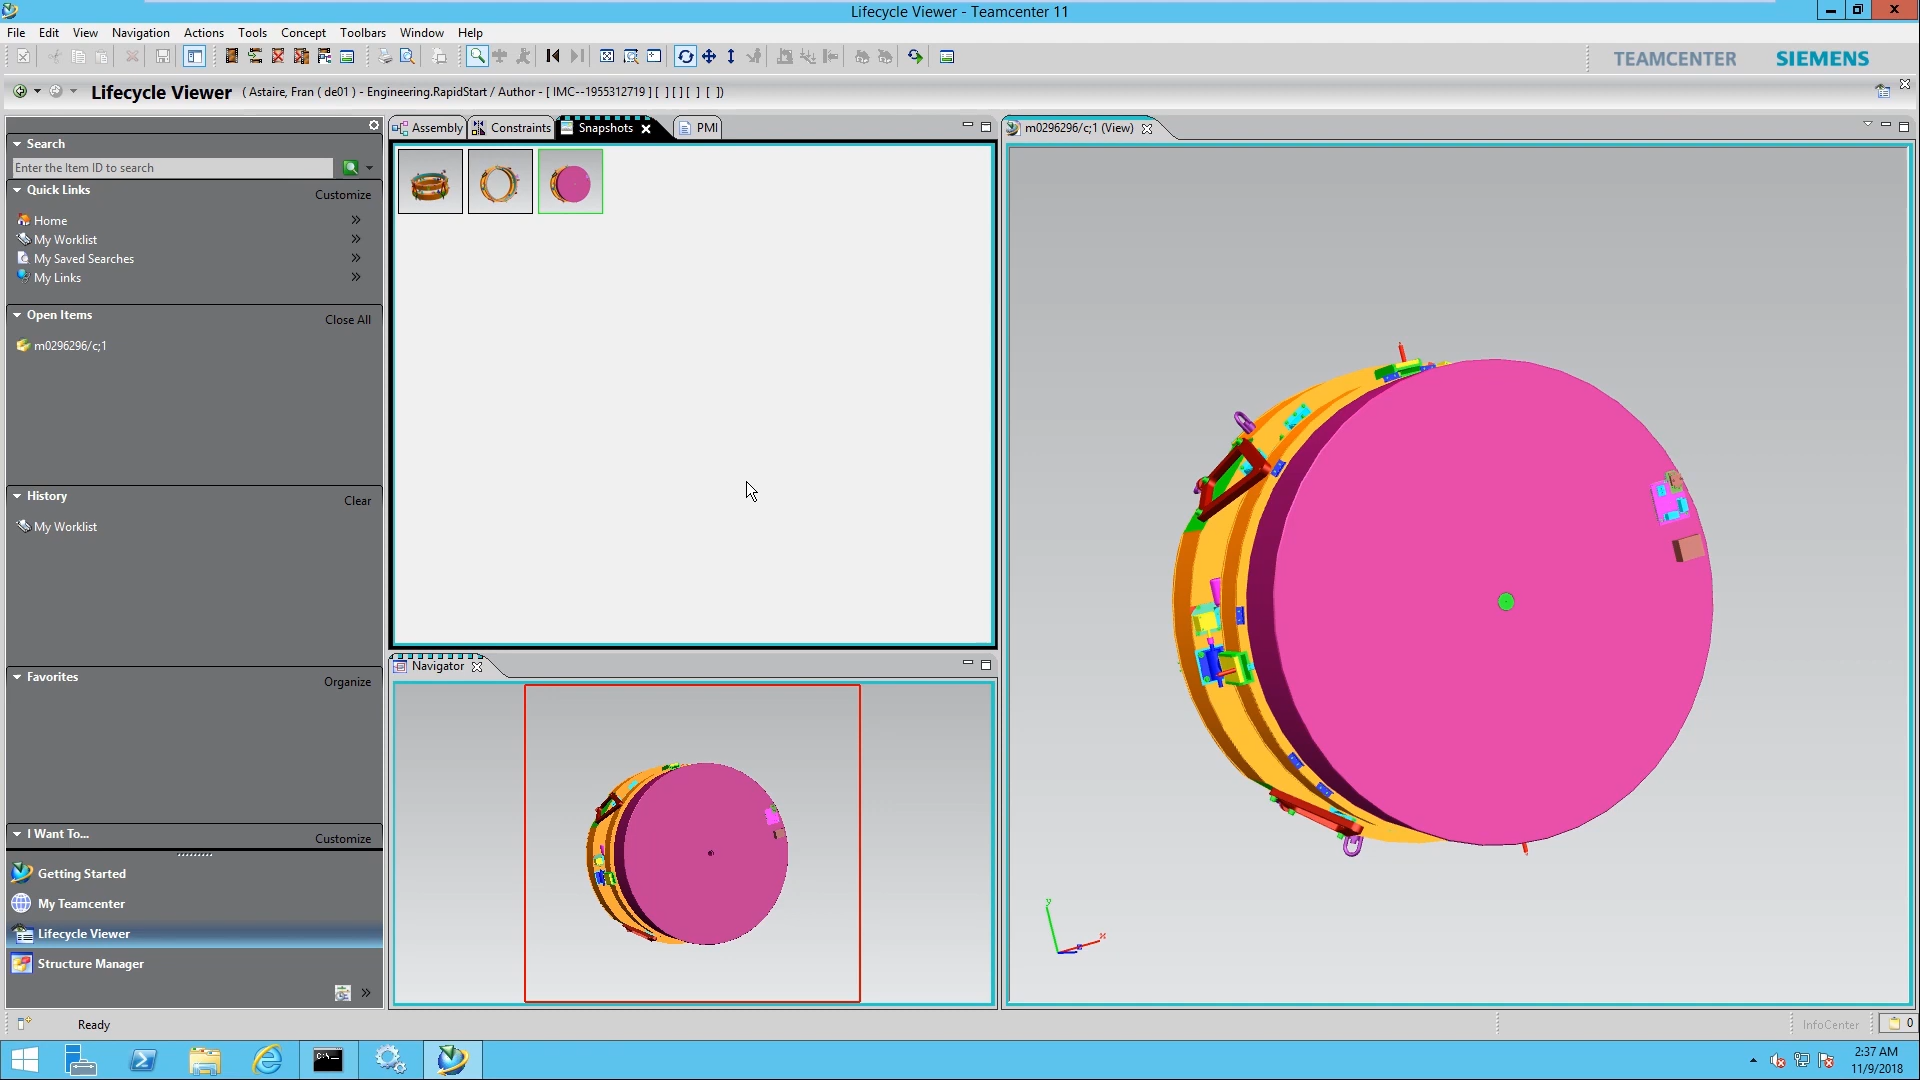 Lifecycle Viewer - Teamcenter 11
File Edit View Navigation Actions Tools Concept Toolbars Window Help
TEAMCENTER SIEMENS
Lifecycle Viewer ( Astaire, Fran ( de01 ) - Engineering.RapidStart / Author - [ IMC--1955312719 ] [ ] [ ] [ ] [ ])
Search
Enter the Item ID to search
Quick Links Customize
Home »
My Worklist »
My Saved Searches »
My Links »
Open Items Close All
m0296296/c;1
History Clear
My Worklist
Favorites Organize
I Want To... Customize
Getting Started
My Teamcenter
Lifecycle Viewer
Structure Manager
»
Assembly Constraints Snapshots PMI
Navigator
m0296296/c;1 (View)
y
x
Ready
InfoCenter 0
C:\
2:37 AM
11/9/2018